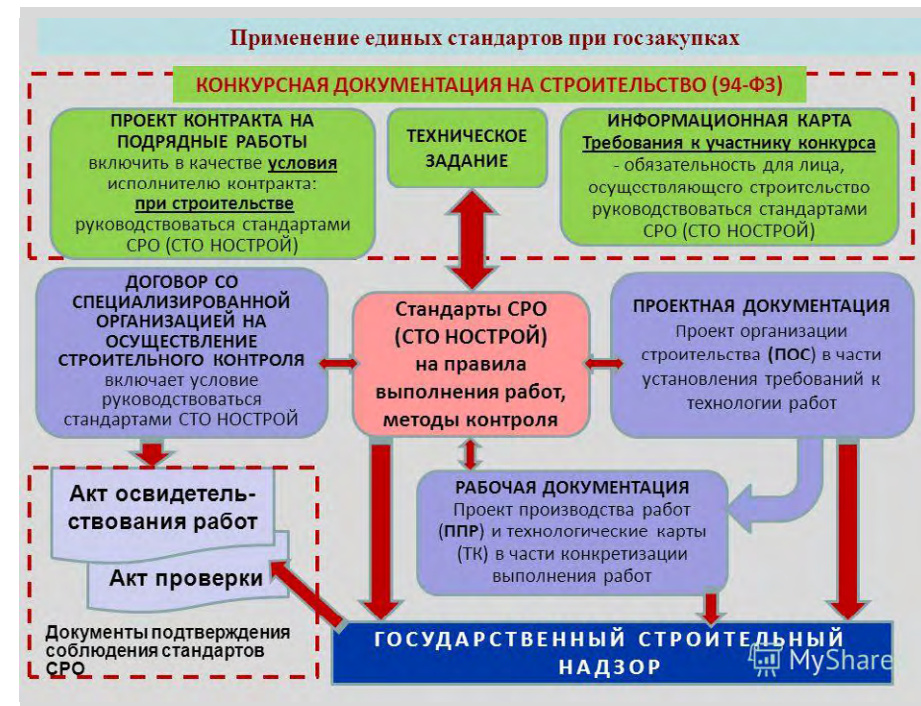 Применение единых стандартов при госзакупках
КОНКУРСНАЯ ДОКУМЕНТАЦИЯ НА СТРОИТЕЛЬСТВО (94-ФЗ)
ПРОЕКТ КОНТРАКТА НА
ПОДРЯДНЫЕ РАБОТЫ
включить в качестве условия
исполнителю контракта:
при строительстве
руководствоваться стандартами
СРО (СТО НОСТРОЙ)
ТЕХНИЧЕСКОЕ
ЗАДАНИЕ
ИНФОРМАЦИОННАЯ КАРТА
Требования к участнику конкурса
- обязательность для лица,
осуществляющего строительство
руководствоваться стандартами
СРО (СТО НОСТРОЙ)
ДОГОВОР СО
СПЕЦИАЛИЗИРОВАННОЙ
ОРГАНИЗАЦИЕЙ НА
ОСУЩЕСТВЛЕНИЕ
СТРОИТЕЛЬНОГО КОНТРОЛЯ
включает условие
руководствоваться
стандартами СТО НОСТРОЙ
Стандарты СРО
(СТО НОСТРОЙ)
на правила
выполнения работ,
методы контроля
ПРОЕКТНАЯ ДОКУМЕНТАЦИЯ
Проект организации
строительства (ПОС) в части
установления требований к
технологии работ
Акт освидетель-
ствования работ
Акт проверки
Документы подтверждения
соблюдения стандартов
СРО
РАБОЧАЯ ДОКУМЕНТАЦИЯ
Проект производства работ
(ППР) и технологические карты
(ТК) в части конкретизации
выполнения работ
ГОСУДАРСТВЕННЫЙ СТРОИТЕЛЬНЫЙ
НАДЗОР
MyShare